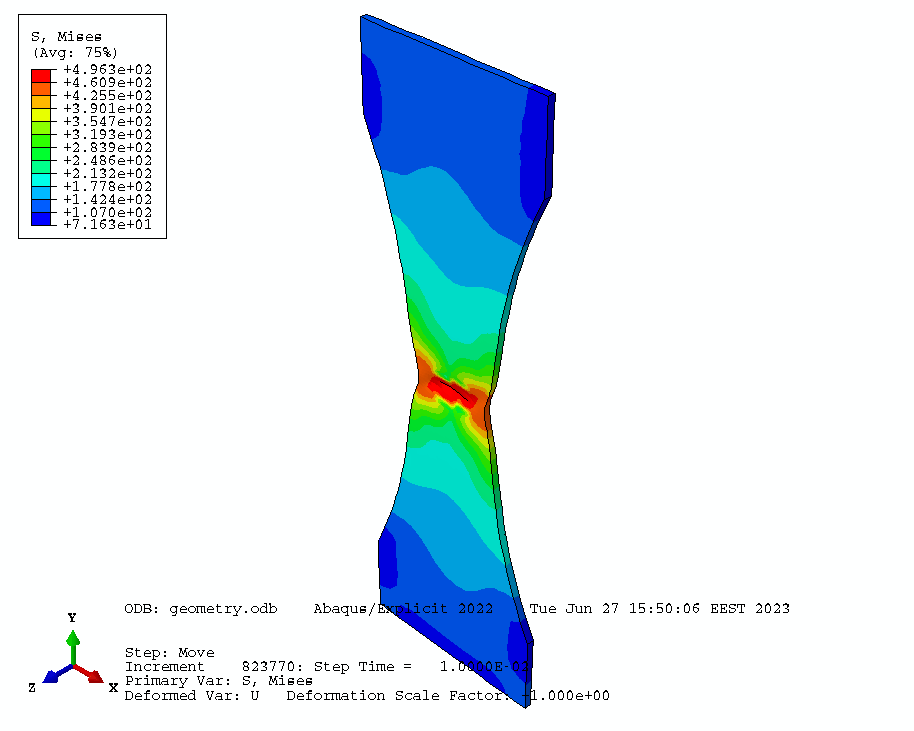 S, Mises
(Avg: 75%)
+4.963e+02
+4.609e+02
+4.255e+02
+3.901e+02
+3.547e+02
+3.193e+02
+2.839e+02
+2.486e+02
+2.132e+02
+1.778e+02
+1.424e+02
+1.070e+02
+7.163e+01
ODB: geometry.odb Abaqus/Explicit 2022 Tue Jun 27 15:50:06 EEST 2023
Y
Z
X
Step: Move
Increment 823770: Step Time = 1.0000E-02
Primary Var: S, Mises
Deformed Var: U Deformation Scale Factor: +1.000e+00